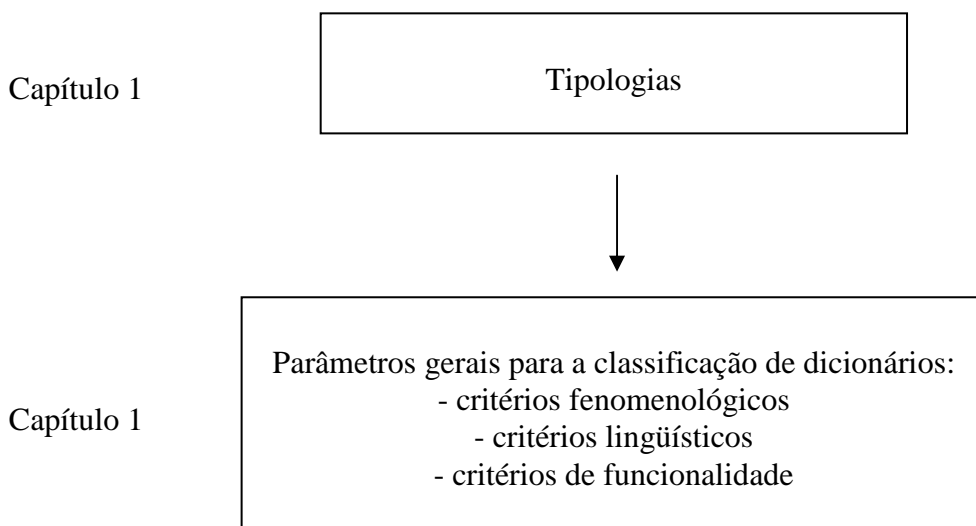 Capítulo 1
Tipologias
Capítulo 1
Parâmetros gerais para a classificação de dicionários:
- critérios fenomenológicos
- critérios lingüísticos
- critérios de funcionalidade